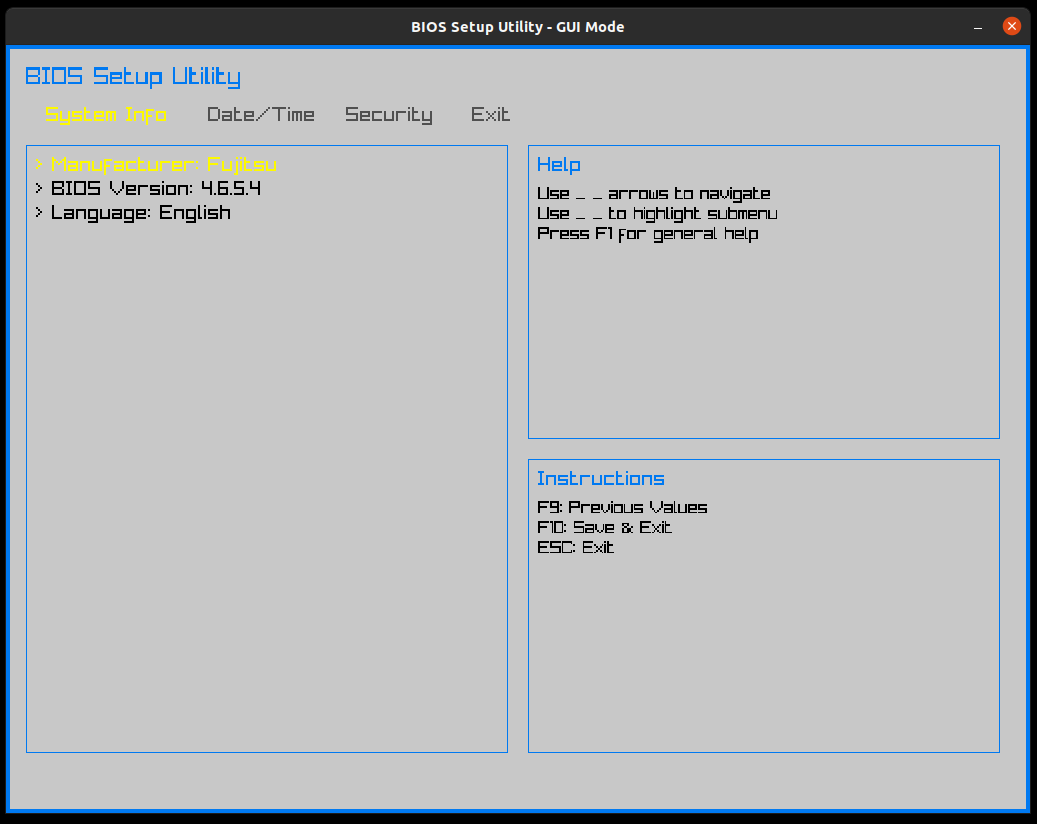 BIOS Setup Utility - GUI Mode
BIOS Setup Utility
System Info Date/Time Security Exit
> Manufacturer: Fujitsu
> BIOS Version: 4.6.5.4
> Language: English
Help
Use _ _ arrows to navigate
Use _ _ to highlight submenu
Press F1 for general help
Instructions
F9: Previous Values
F10: Save & Exit
ESC: Exit